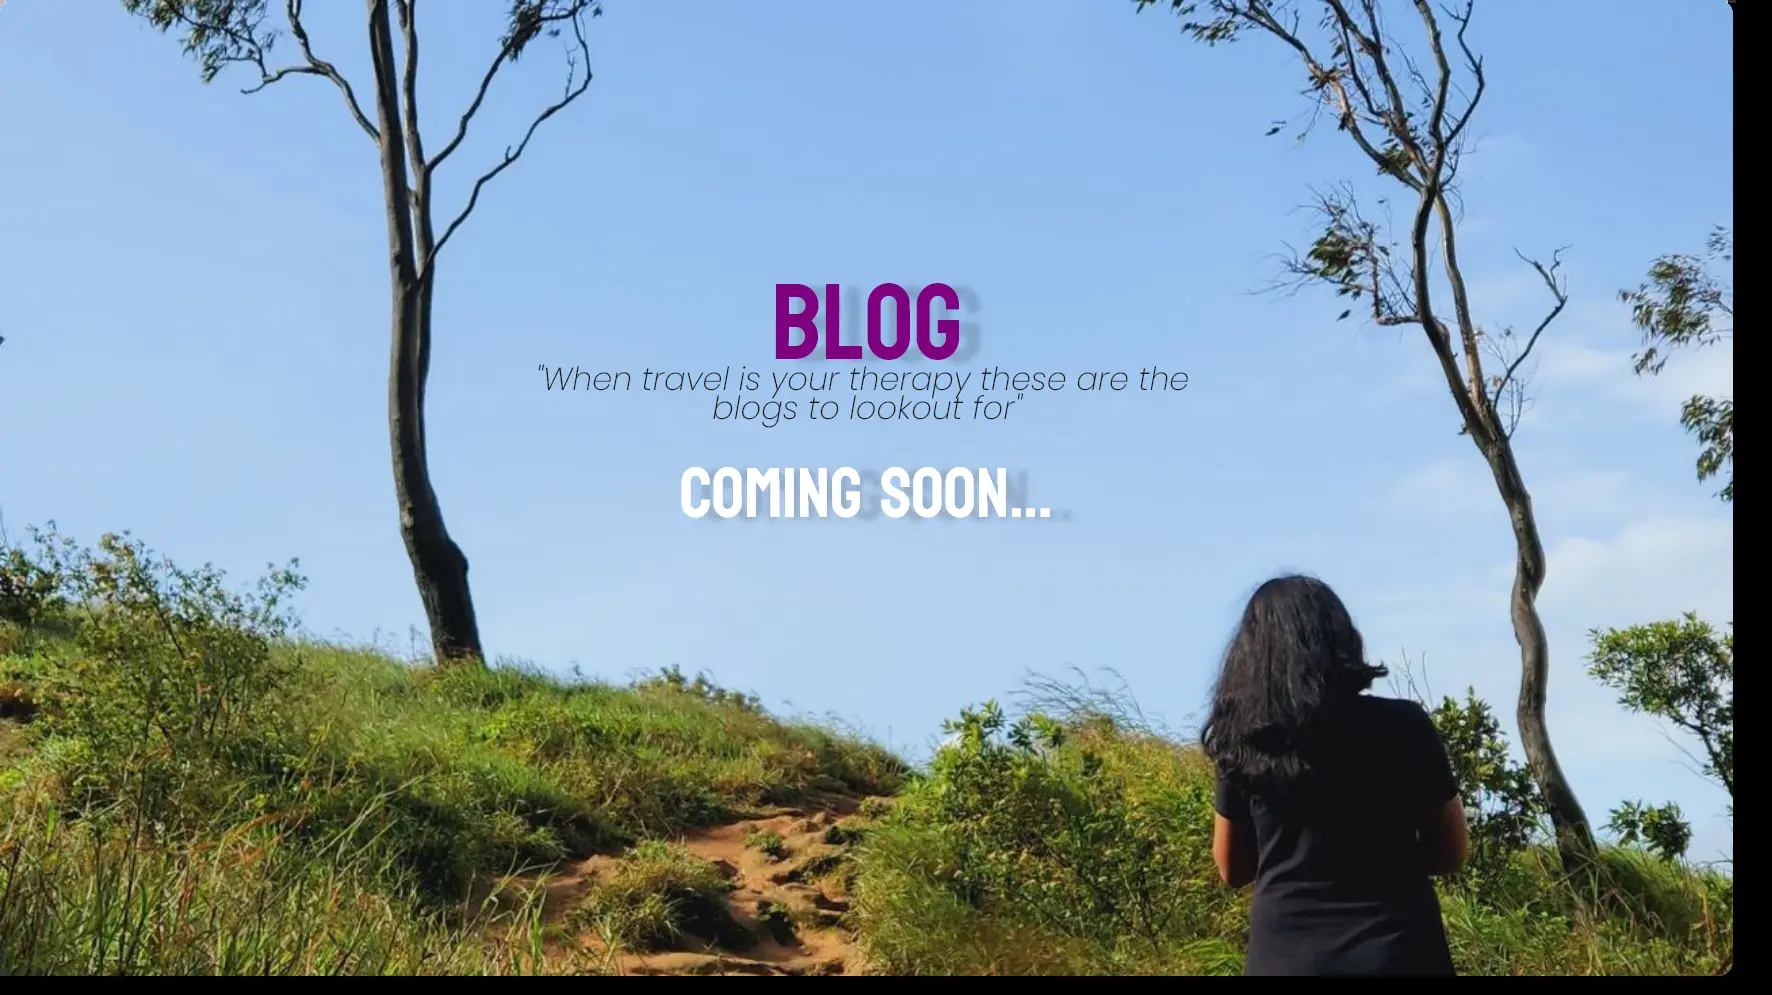 BLOG
"When travel is your therapy these are the
blogs to lookout for"
COMING SOON...